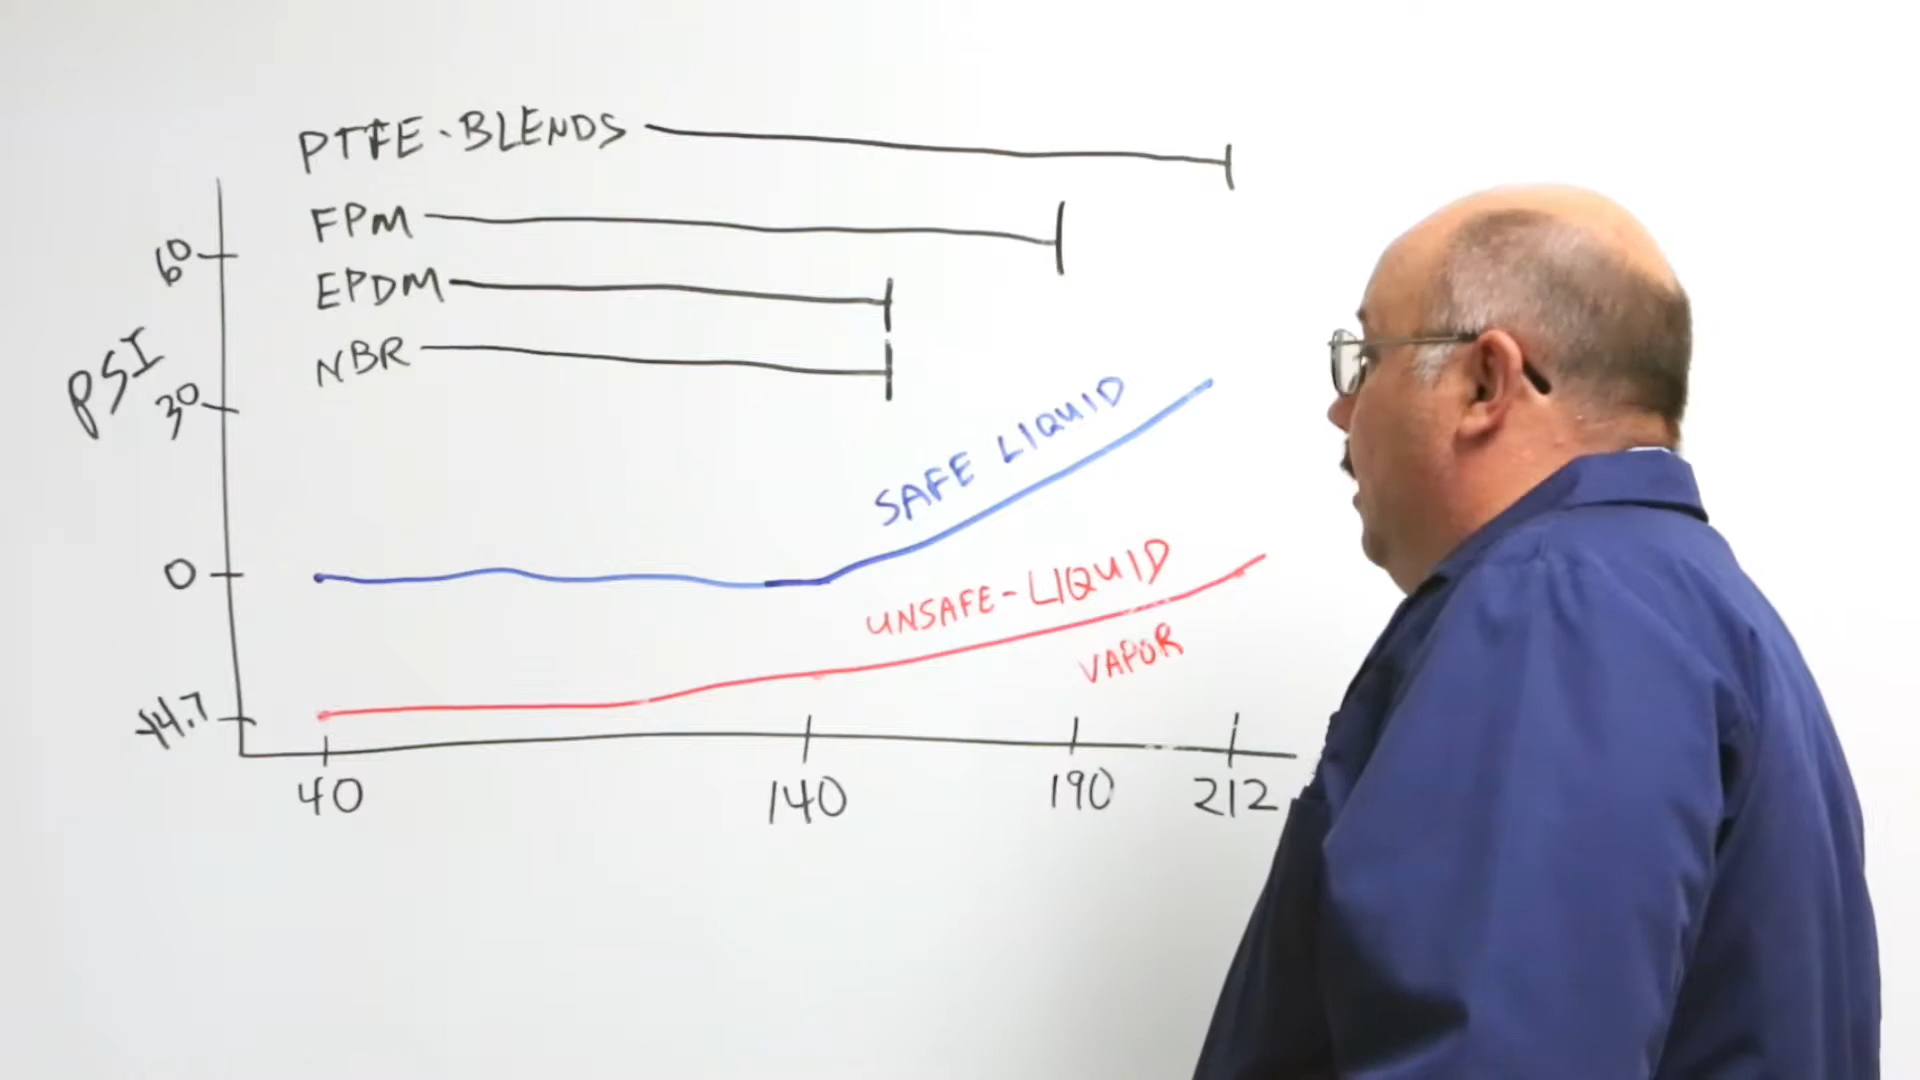 PTFE-BLENDS
FPM
60
EPDM
PSI
NBR
30
SAFE LIQUID
0
UNSAFE-LIQUID
VAPOR
-14.7
40
140
190
212